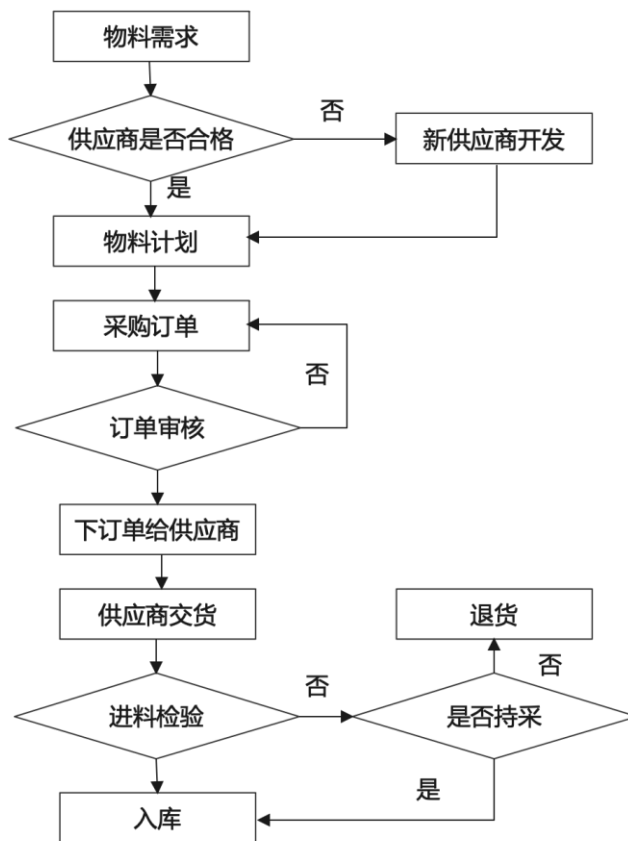 物料需求
供应商是否合格
否
新供应商开发
是
物料计划
采购订单
否
订单审核
下订单给供应商
供应商交货
退货
否
否
进料检验
是否持采
是
入库